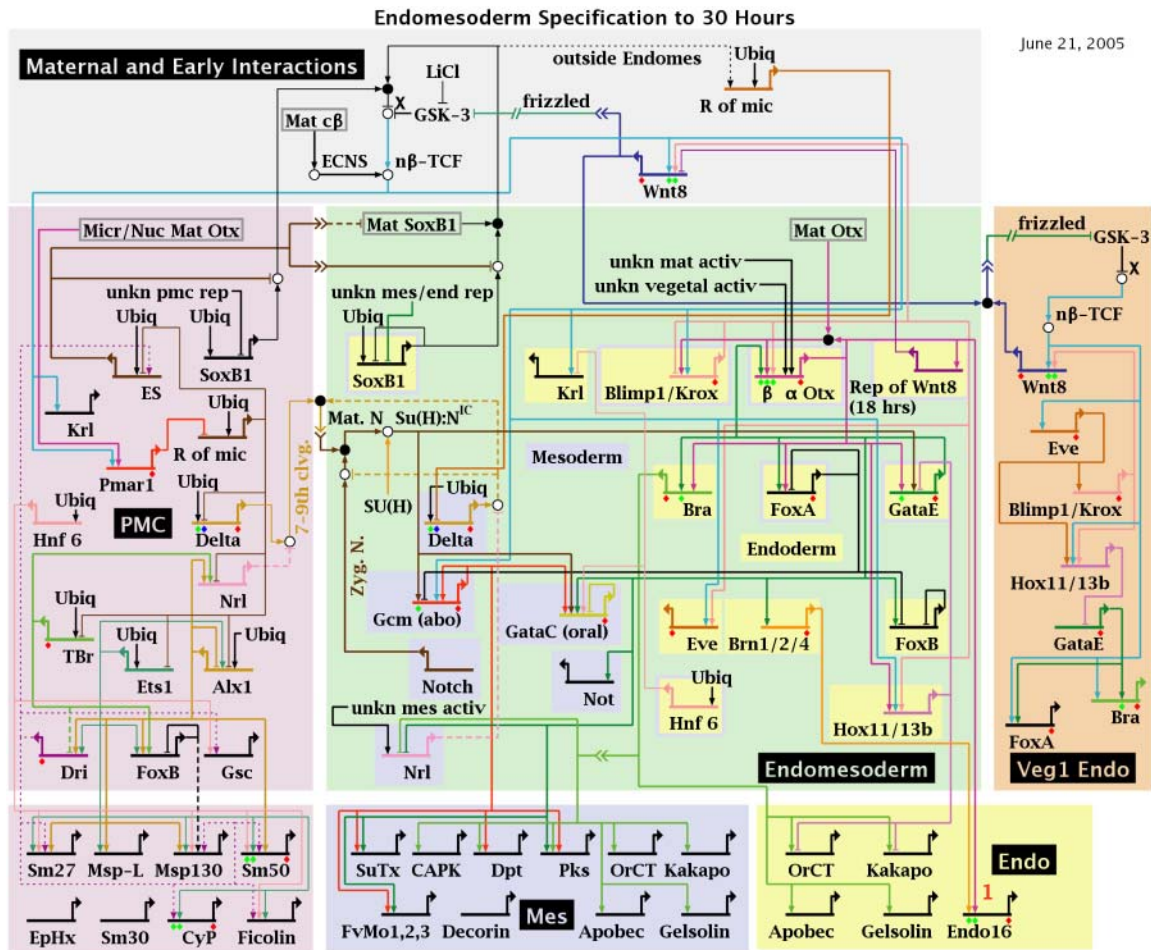 Endomesoderm Specification to 30 Hours
June 21, 2005
Maternal and Early Interactions
outside Endomes
Ubiq
LiCl
R of mic
X
GSK-3
frizzled
Mat cβ
ECNS
nβ-TCF
Wnt8
Micr/Nuc Mat Otx
Mat SoxB1
Mat Otx
frizzled
GSK-3
X
unkn mat activ
unkn vegetal activ
unkn pmc rep
unkn mes/end rep
Ubiq
Ubiq
Ubiq
nβ-TCF
SoxB1
ES
SoxB1
Krl
Blimp1/Krox
β α Otx
Rep of Wnt8
(18 hrs)
Wnt8
Krl
Ubiq
R of mic
Mat. N
Su(H):N^IC
Eve
Mesoderm
Pmar1
7-9th clvg.
SU(H)
Ubiq
Bra
FoxA
GataE
Blimp1/Krox
Ubiq
Hnf 6
PMC
Ubiq
Delta
Delta
Endoderm
Hox11/13b
Nrl
Zyg. N.
Gcm (abo)
GataC (oral)
Eve
Brn1/2/4
FoxB
GataE
Ubiq
TBr
Ubiq
Ets1
Ubiq
Alx1
Notch
Not
Ubiq
Hnf 6
Hox11/13b
Bra
unkn mes activ
FoxA
Dri
FoxB
Gsc
Nrl
Endomesoderm
Veg1 Endo
Sm27
Msp-L
Msp130
Sm50
SuTx
CAPK
Dpt
Pks
OrCT
Kakapo
OrCT
Kakapo
Endo
1
EpHx
Sm30
CyP
Ficolin
FvMo1,2,3
Decorin
Mes
Apobec
Gelsolin
Apobec
Gelsolin
Endo16